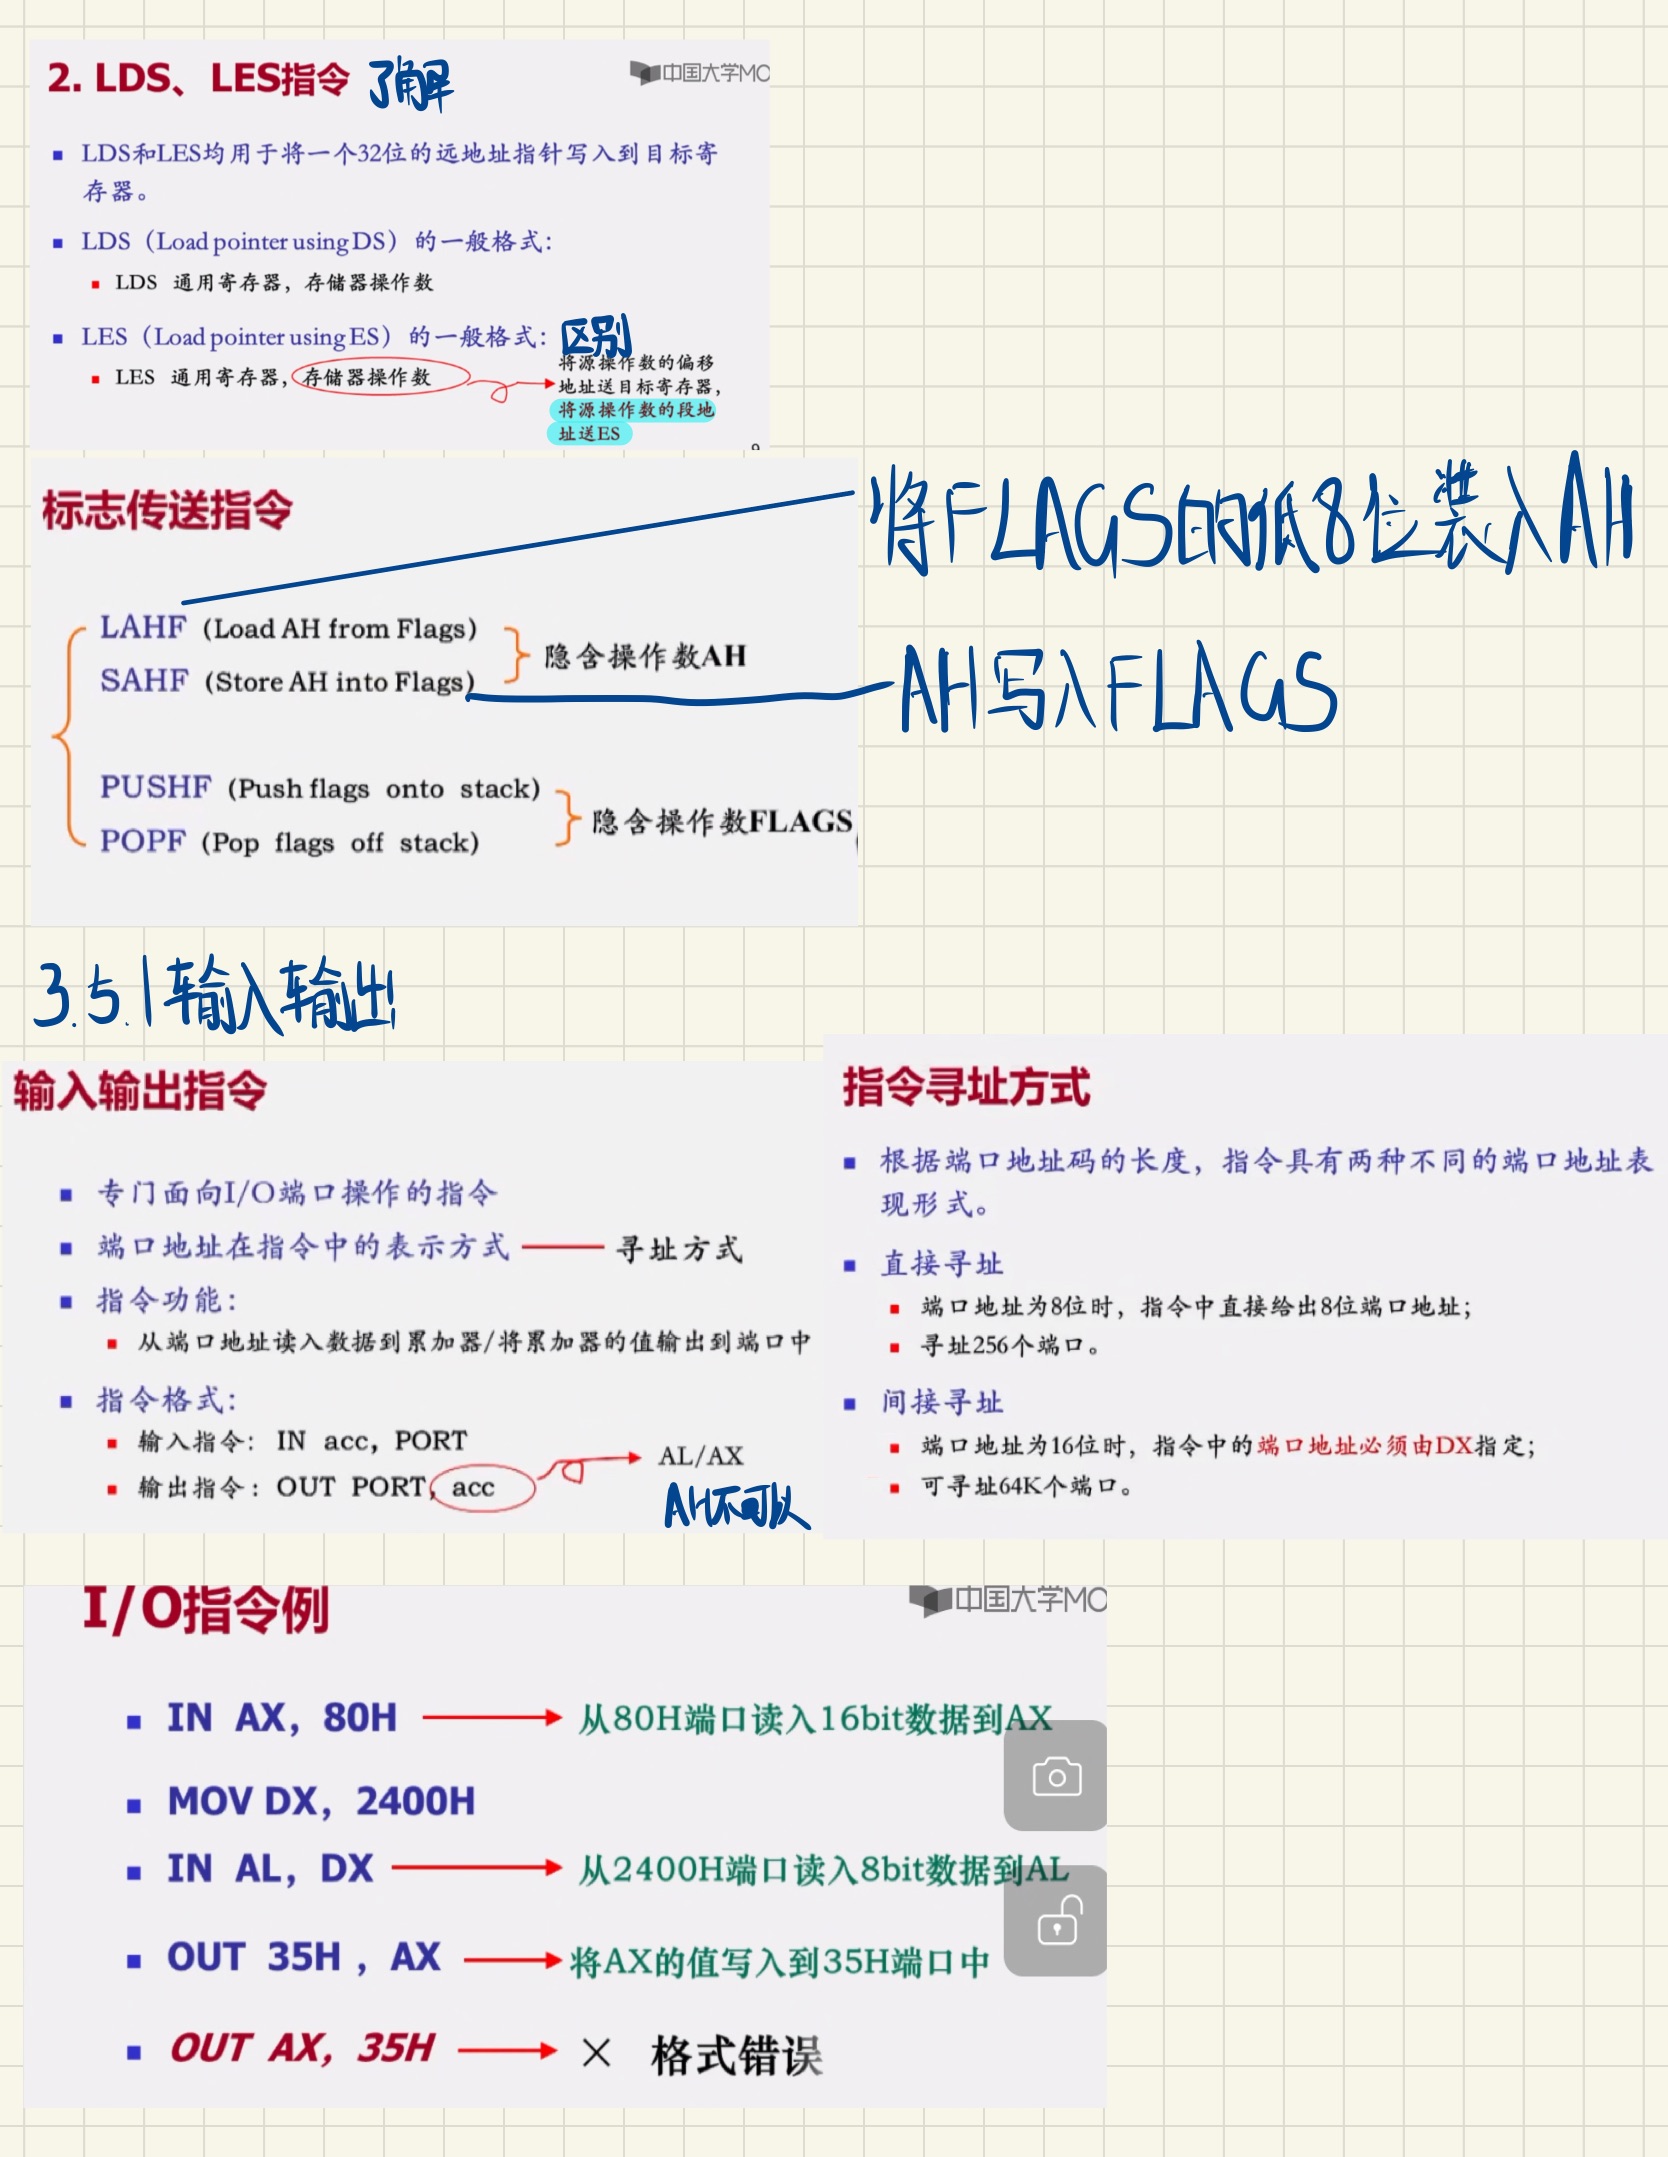 2. LDS、LES指令 了解
中国大学MO
LDS和LES均用于将一个32位的远地址指针写入到目标寄
存器。
LDS（Load pointer using DS）的一般格式：
LDS 通用寄存器，存储器操作数
LES（Load pointer using ES）的一般格式：区别
LES 通用寄存器，存储器操作数
将源操作数的偏移
地址送目标寄存器，
将源操作数的段地
址送ES
标志传送指令
将FLAGS的低8位装入AH
LAHF (Load AH from Flags)
SAHF (Store AH into Flags)
隐含操作数AH
AH写入FLAGS
PUSHF (Push flags onto stack)
POPF (Pop flags off stack)
隐含操作数FLAGS
3.5.1输入输出
输入输出指令
专门面向I/O端口操作的指令
端口地址在指令中的表示方式 寻址方式
指令功能：
从端口地址读入数据到累加器/将累加器的值输出到端口中
指令格式：
输入指令： IN acc, PORT
输出指令： OUT PORT, acc
AL/AX
AH不可以
指令寻址方式
根据端口地址码的长度，指令具有两种不同的端口地址表
现形式。
直接寻址
端口地址为8位时，指令中直接给出8位端口地址；
寻址256个端口。
间接寻址
端口地址为16位时，指令中的端口地址必须由DX指定；
可寻址64K个端口。
I/O指令例
中国大学MO
IN AX，80H 从80H端口读入16bit数据到AX
MOV DX，2400H
IN AL，DX 从2400H端口读入8bit数据到AL
OUT 35H，AX 将AX的值写入到35H端口中
OUT AX，35H × 格式错误